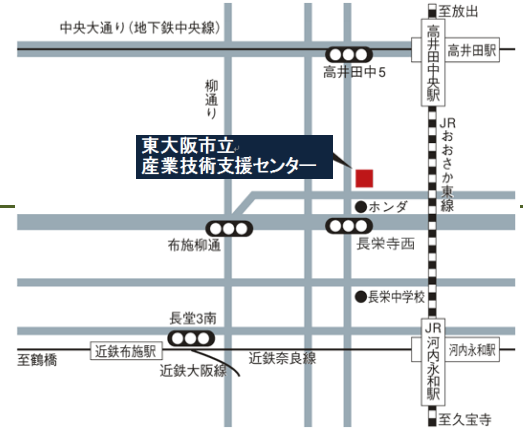 至放出
中央大通り(地下鉄中央線)
高井田中央駅
高井田駅
高井田中5
柳通り
JRおおさか東線
東大阪市立
産業技術支援センター
ホンダ
布施柳通
長栄寺西
長栄中学校
長堂3南
JR河内永和駅
近鉄布施駅
河内永和駅
至鶴橋
近鉄大阪線
近鉄奈良線
至久宝寺